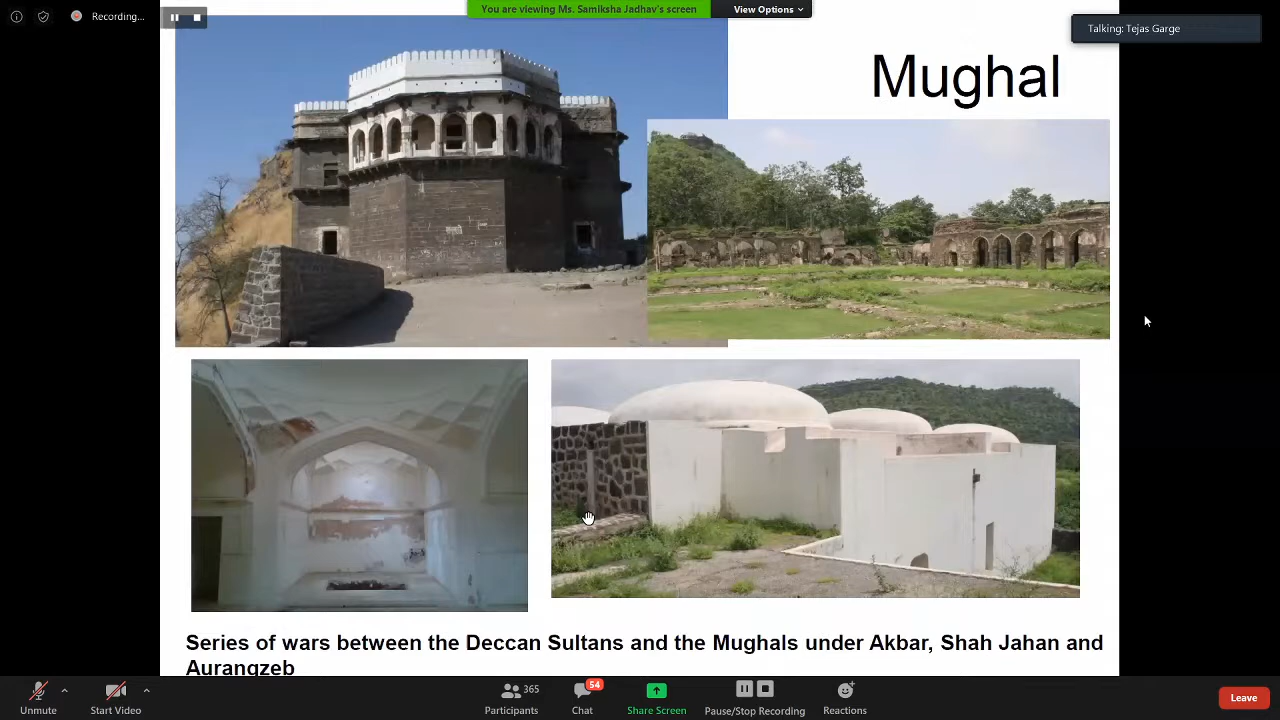 Recording...
You are viewing Ms. Samiksha Jadhav's screen
View Options
Talking: Tejas Garge
Mughal
Series of wars between the Deccan Sultans and the Mughals under Akbar, Shah Jahan and
Aurangzeb
Unmute
Start Video
Participants
365
Chat
54
Share Screen
Pause/Stop Recording
Reactions
Leave